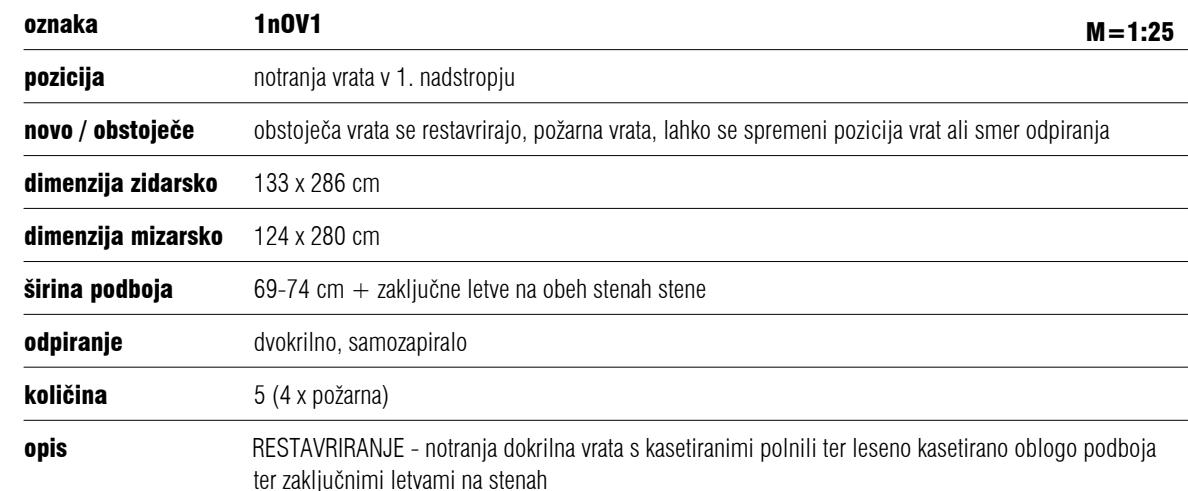 oznaka 1nOV1 M=1:25
pozicija notranja vrata v 1. nadstropju
novo / obstoječe obstoječa vrata se restavrirajo, požarna vrata, lahko se spremeni pozicija vrat ali smer odpiranja
dimenzija zidarsko 133 x 286 cm
dimenzija mizarsko 124 x 280 cm
širina podboja 69-74 cm + zaključne letve na obeh stenah stene
odpiranje dvokrilno, samozapiralo
količina 5 (4 x požarna)
opis RESTAVRIRANJE - notranja dokrilna vrata s kasetiranimi polnili ter leseno kasetirano oblogo podboja
ter zaključnimi letvami na stenah